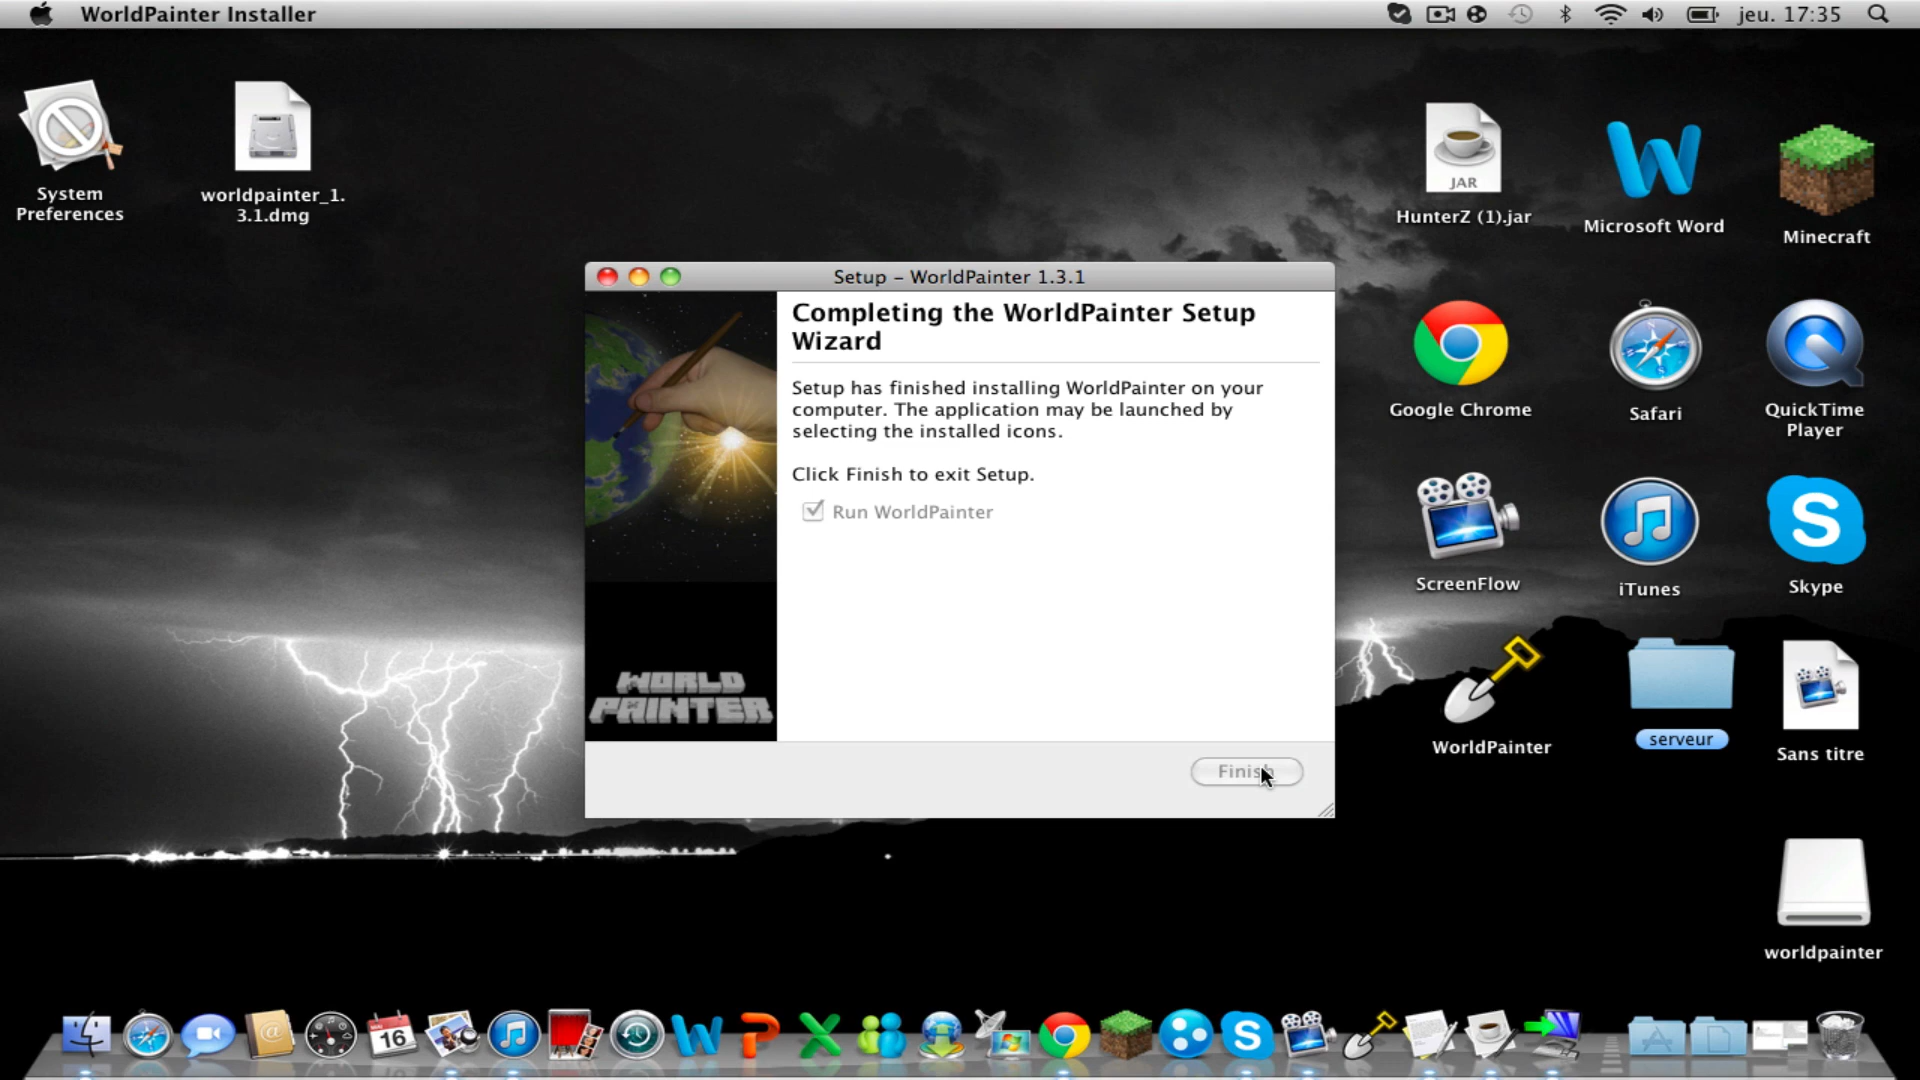 WorldPainter Installer
jeu. 17:35
System
Preferences
worldpainter_1.
3.1.dmg
JAR
HunterZ (1).jar
Microsoft Word
Minecraft
Setup – WorldPainter 1.3.1
Completing the WorldPainter Setup
Wizard
Setup has finished installing WorldPainter on your
computer. The application may be launched by
selecting the installed icons.
Click Finish to exit Setup.
Run WorldPainter
WORLD
PAINTER
Finish
Google Chrome
Safari
QuickTime
Player
ScreenFlow
iTunes
Skype
WorldPainter
serveur
Sans titre
worldpainter
16